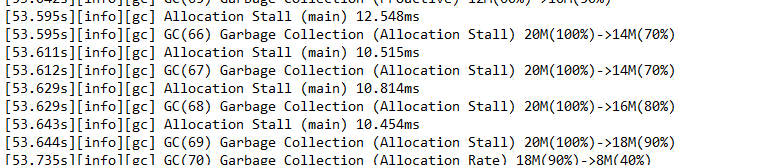 [53.595s][info][gc] Allocation Stall (main) 12.548ms
[53.595s][info][gc] GC(66) Garbage Collection (Allocation Stall) 20M(100%)->14M(70%)
[53.611s][info][gc] Allocation Stall (main) 10.515ms
[53.612s][info][gc] GC(67) Garbage Collection (Allocation Stall) 20M(100%)->14M(70%)
[53.629s][info][gc] Allocation Stall (main) 10.814ms
[53.629s][info][gc] GC(68) Garbage Collection (Allocation Stall) 20M(100%)->16M(80%)
[53.643s][info][gc] Allocation Stall (main) 10.454ms
[53.644s][info][gc] GC(69) Garbage Collection (Allocation Stall) 20M(100%)->18M(90%)
[53.735s][info][gc] GC(70) Garbage Collection (Allocation Rate) 18M(90%)->8M(40%)